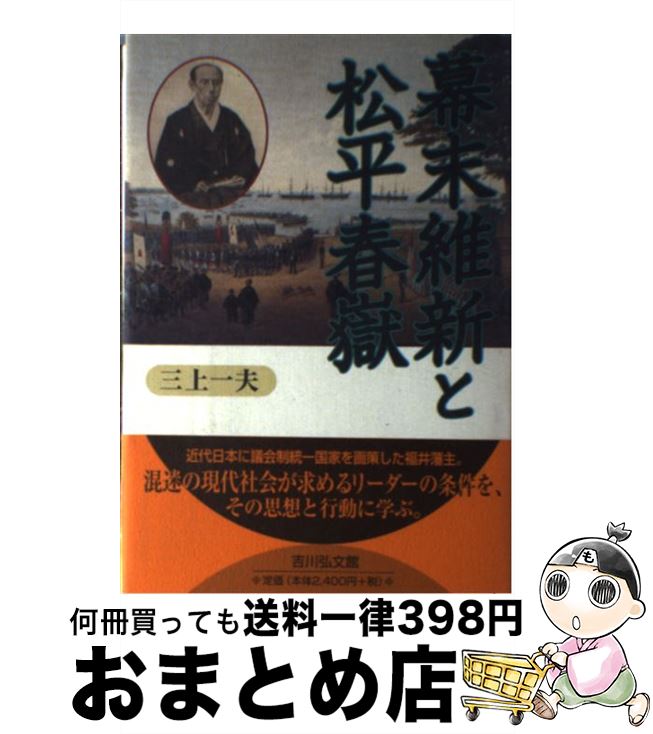 幕末維新と
松平春嶽
三上一夫
近代日本に議会制統一国家を画策した福井藩主。
混迷の現代社会が求めるリーダーの条件を、
その思想と行動に学ぶ。
吉川弘文館
※定価(本体2,400円+税)※
も
何冊買っても送料一律398円
おまとめ店